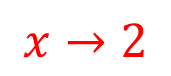 x → 2